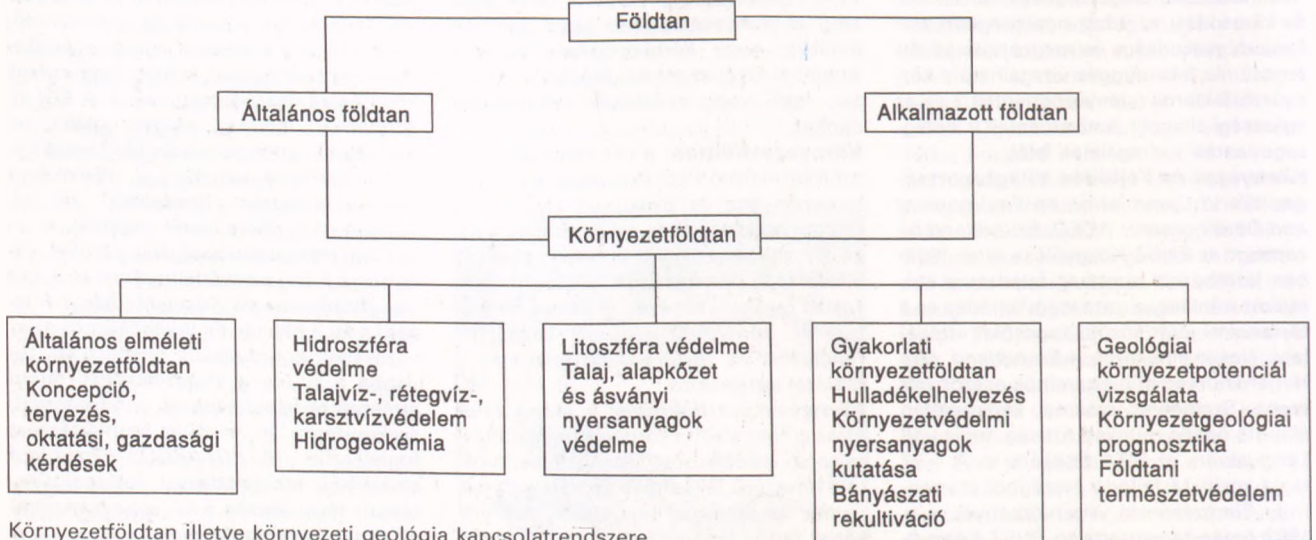 Földtan
Általános földtan
Alkalmazott földtan
Környezetföldtan
Általános elméleti
környezetföldtan
koncepció,
tervezés,
oktatási, gazdasági
kérdések
Hidroszféra
védelme
Talajvíz-, rétegvíz-,
karsztvízvédelem
Hidrogeokémia
Litoszféra védelme
Talaj, alapkőzet
és ásványi
nyersanyagok
védelme
Gyakorlati
környezetföldtan
Hulladékelhelyezés
Környezetvédelmi
nyersanyagok
kutatása
Bányászati
rekultiváció
Geológiai
környezetpotenciál
vizsgálata
Környezetgeológiai
prognosztika
Földtani
természetvédelem
Környezetföldtan illetve környezeti geológia kapcsolatrendszere